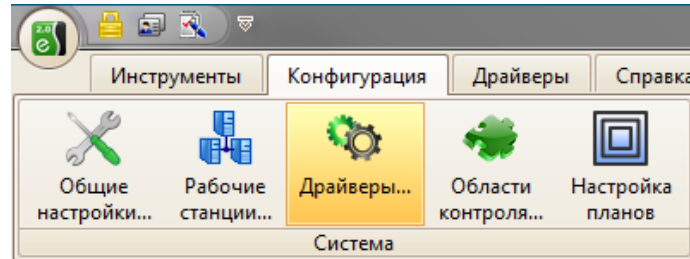 2.0
Инструменты Конфигурация Драйверы Справка
Общие настройки...
Рабочие станции...
Драйверы...
Области контроля...
Настройка планов
Система